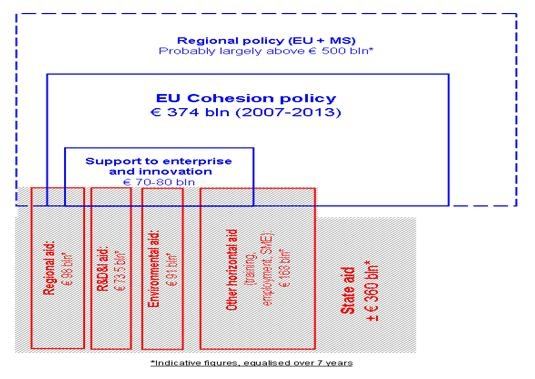 Regional policy (EU + MS)
Probably largely above € 500 bln*
EU Cohesion policy
€ 374 bln (2007-2013)
Support to enterprise
and innovation
€ 70-80 bln
Regional aid:
€ 98 bln*
R&D&I aid:
€ 73.5 bln*
Environmental aid:
€ 91 bln*
Other horizontal aid
(training,
employment, SME):
€ 168 bln*
State aid
± € 360 bln*
*Indicative figures, equalised over 7 years